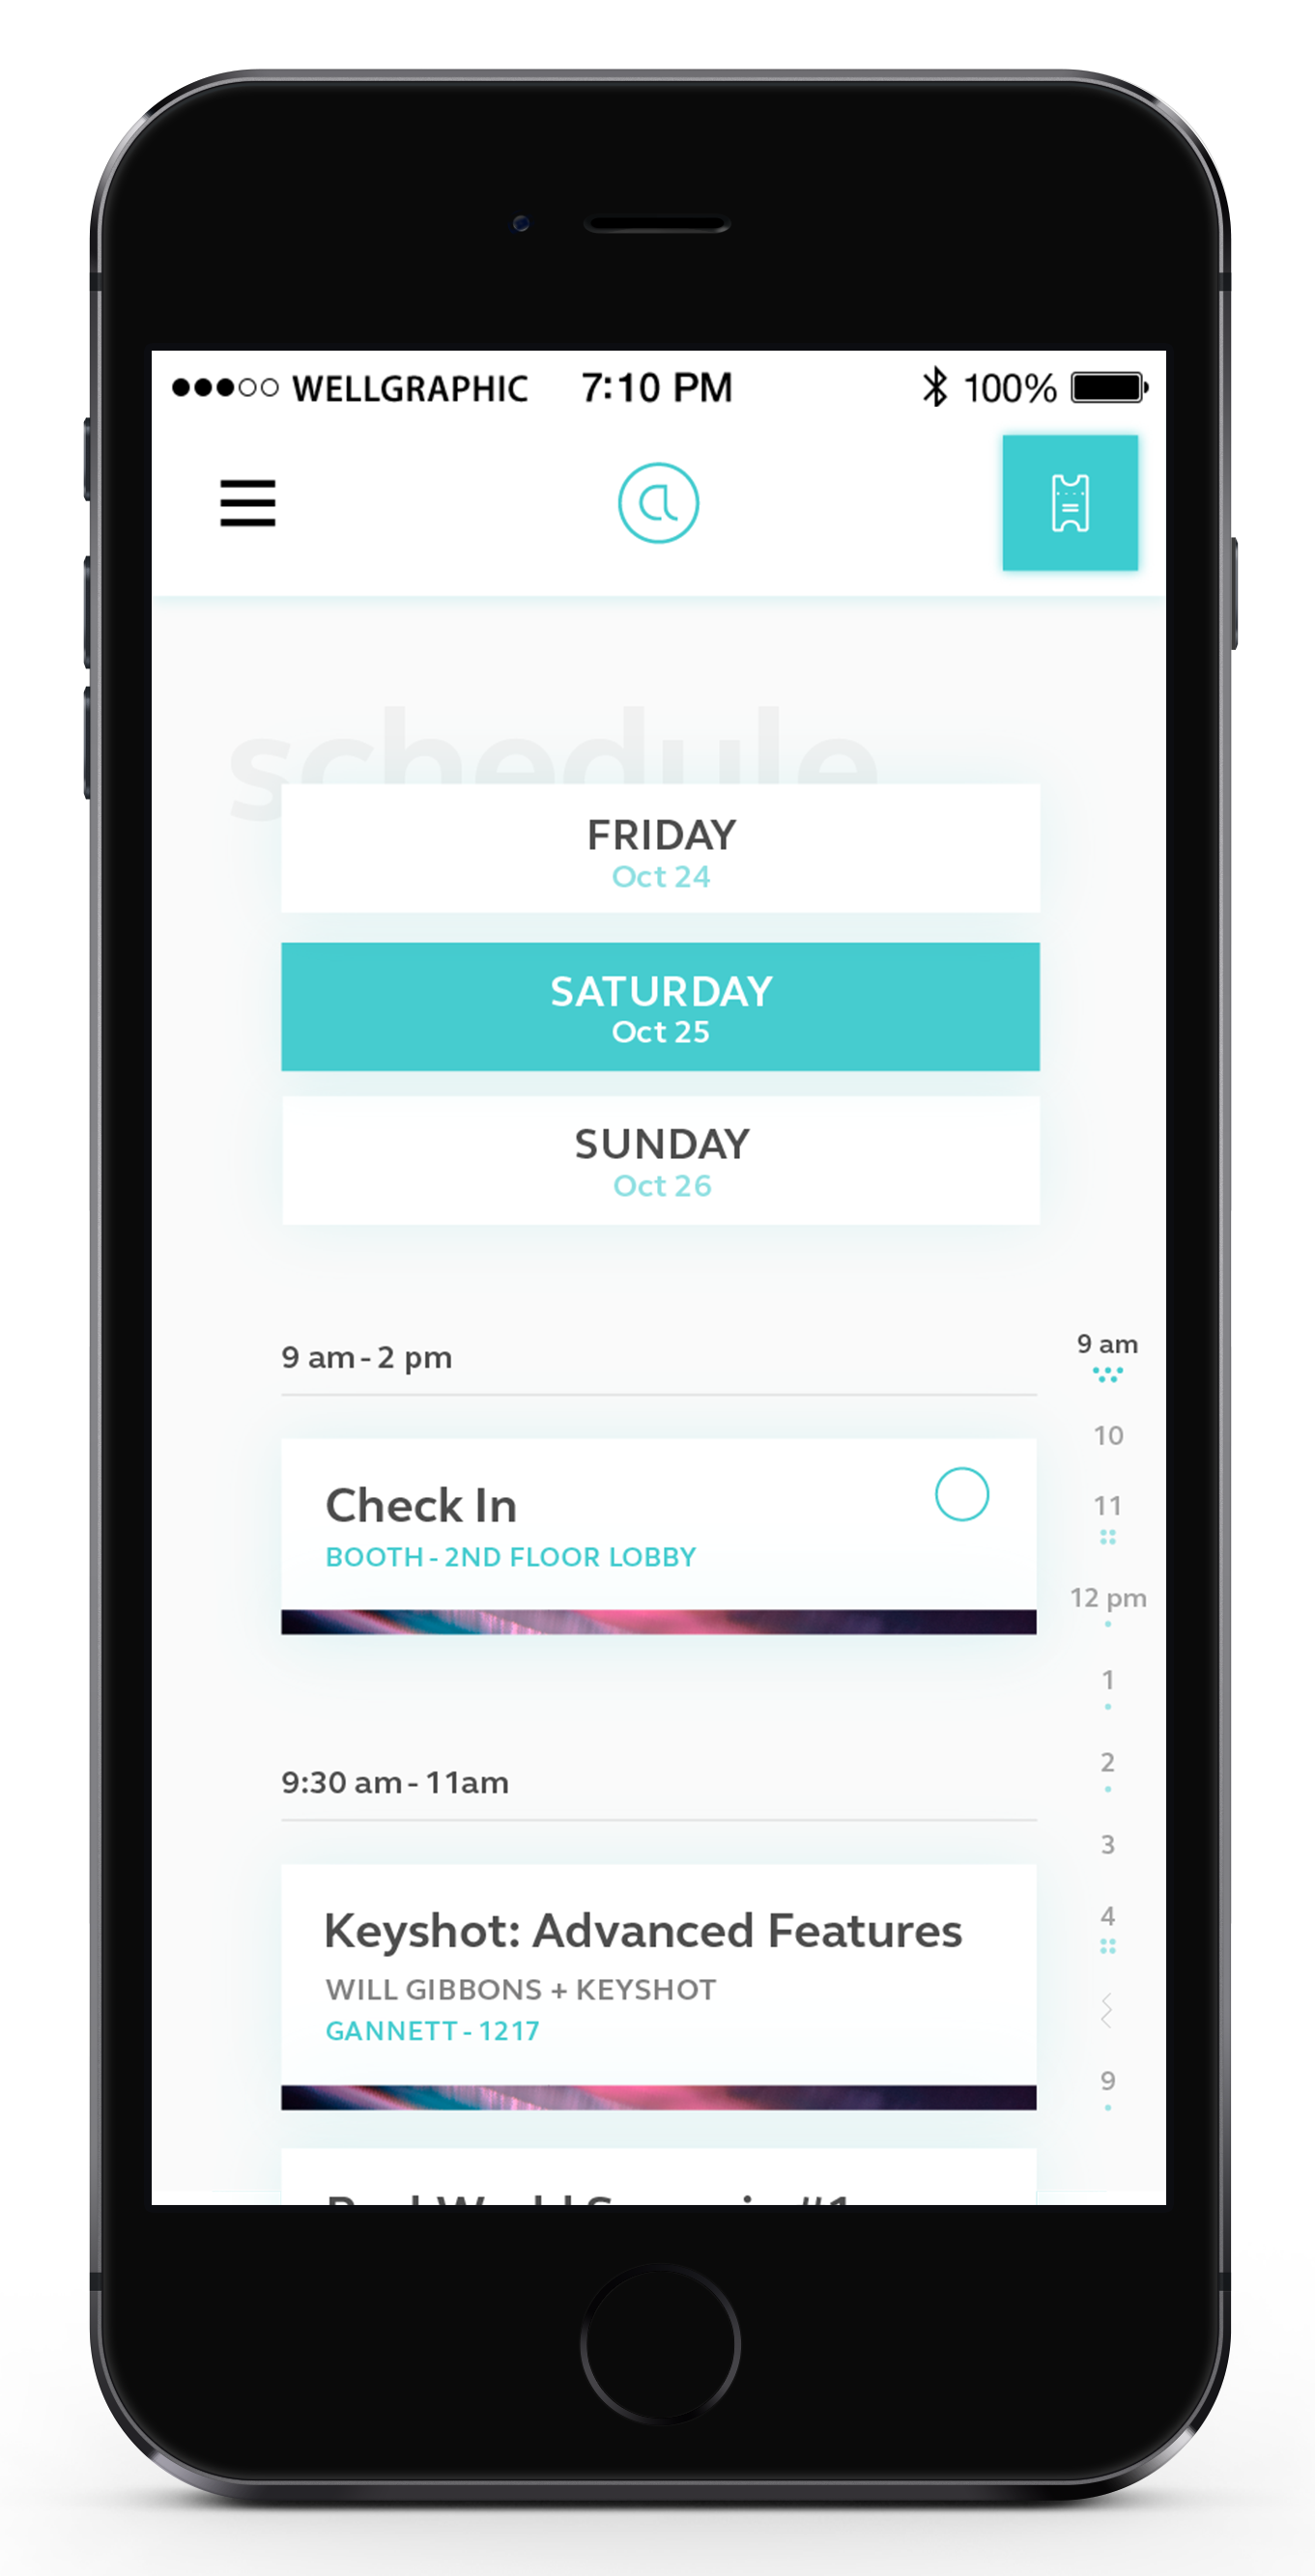 WELLGRAPHIC 7:10 PM 100%
schedule
FRIDAY
Oct 24
SATURDAY
Oct 25
SUNDAY
Oct 26
9 am - 2 pm
Check In
BOOTH - 2ND FLOOR LOBBY
9:30 am - 11am
Keyshot: Advanced Features
WILL GIBBONS + KEYSHOT
GANNETT - 1217
9 am
10
11
12 pm
1
2
3
4
9